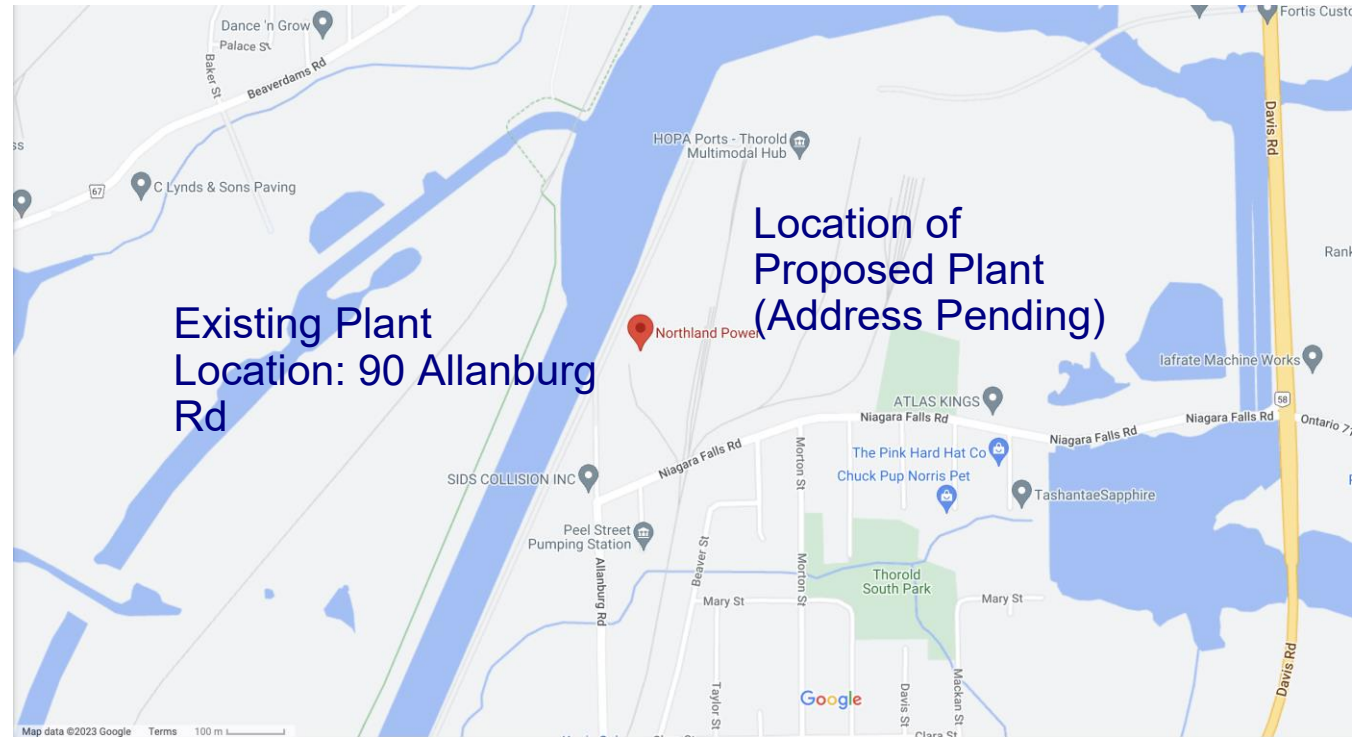 Dance 'n Grow
Palace St
Baker St
Beaverdams Rd
67
C Lynds & Sons Paving
HOPA Ports - Thorold
Multimodal Hub
Fortis Custo
Davis Rd
Location of
Proposed Plant
(Address Pending)
Existing Plant
Location: 90 Allanburg
Rd
Northland Power
Rank
Iafrate Machine Works
58
ATLAS KINGS
Niagara Falls Rd
Niagara Falls Rd
Niagara Falls Rd
Ontario 71
Niagara Falls Rd
The Pink Hard Hat Co
Chuck Pup Norris Pet
TashantaeSapphire
SIDS COLLISION INC
Morton St
Peel Street
Pumping Station
Allanburg Rd
Beaver St
Morton St
Thorold
South Park
Mary St
Mary St
Taylor St
Google
Davis St
Mackan St
Davis Rd
Clara St
Map data ©2023 Google Terms 100 m